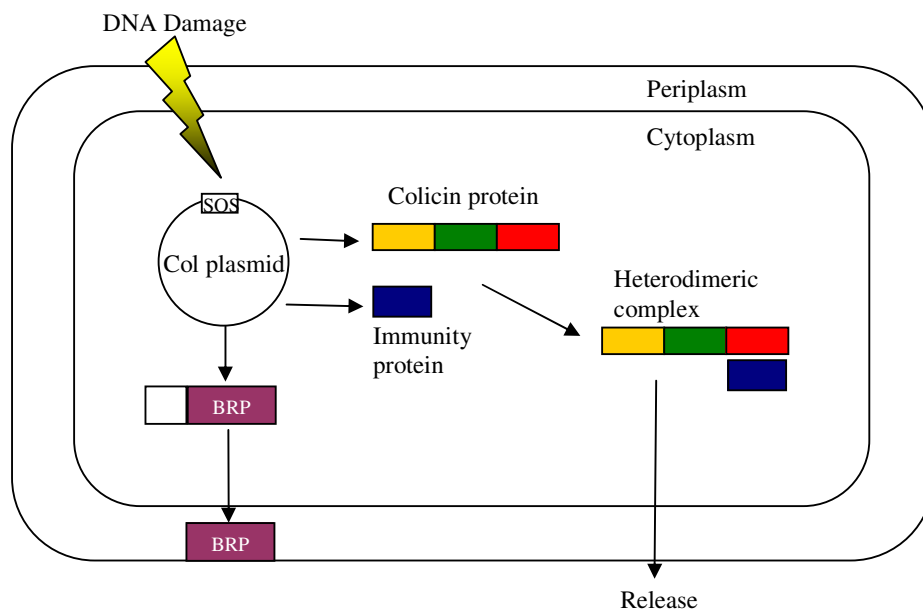 DNA Damage
Periplasm
Cytoplasm
SOS
Col plasmid
Colicin protein
Immunity
protein
Heterodimeric
complex
BRP
BRP
Release